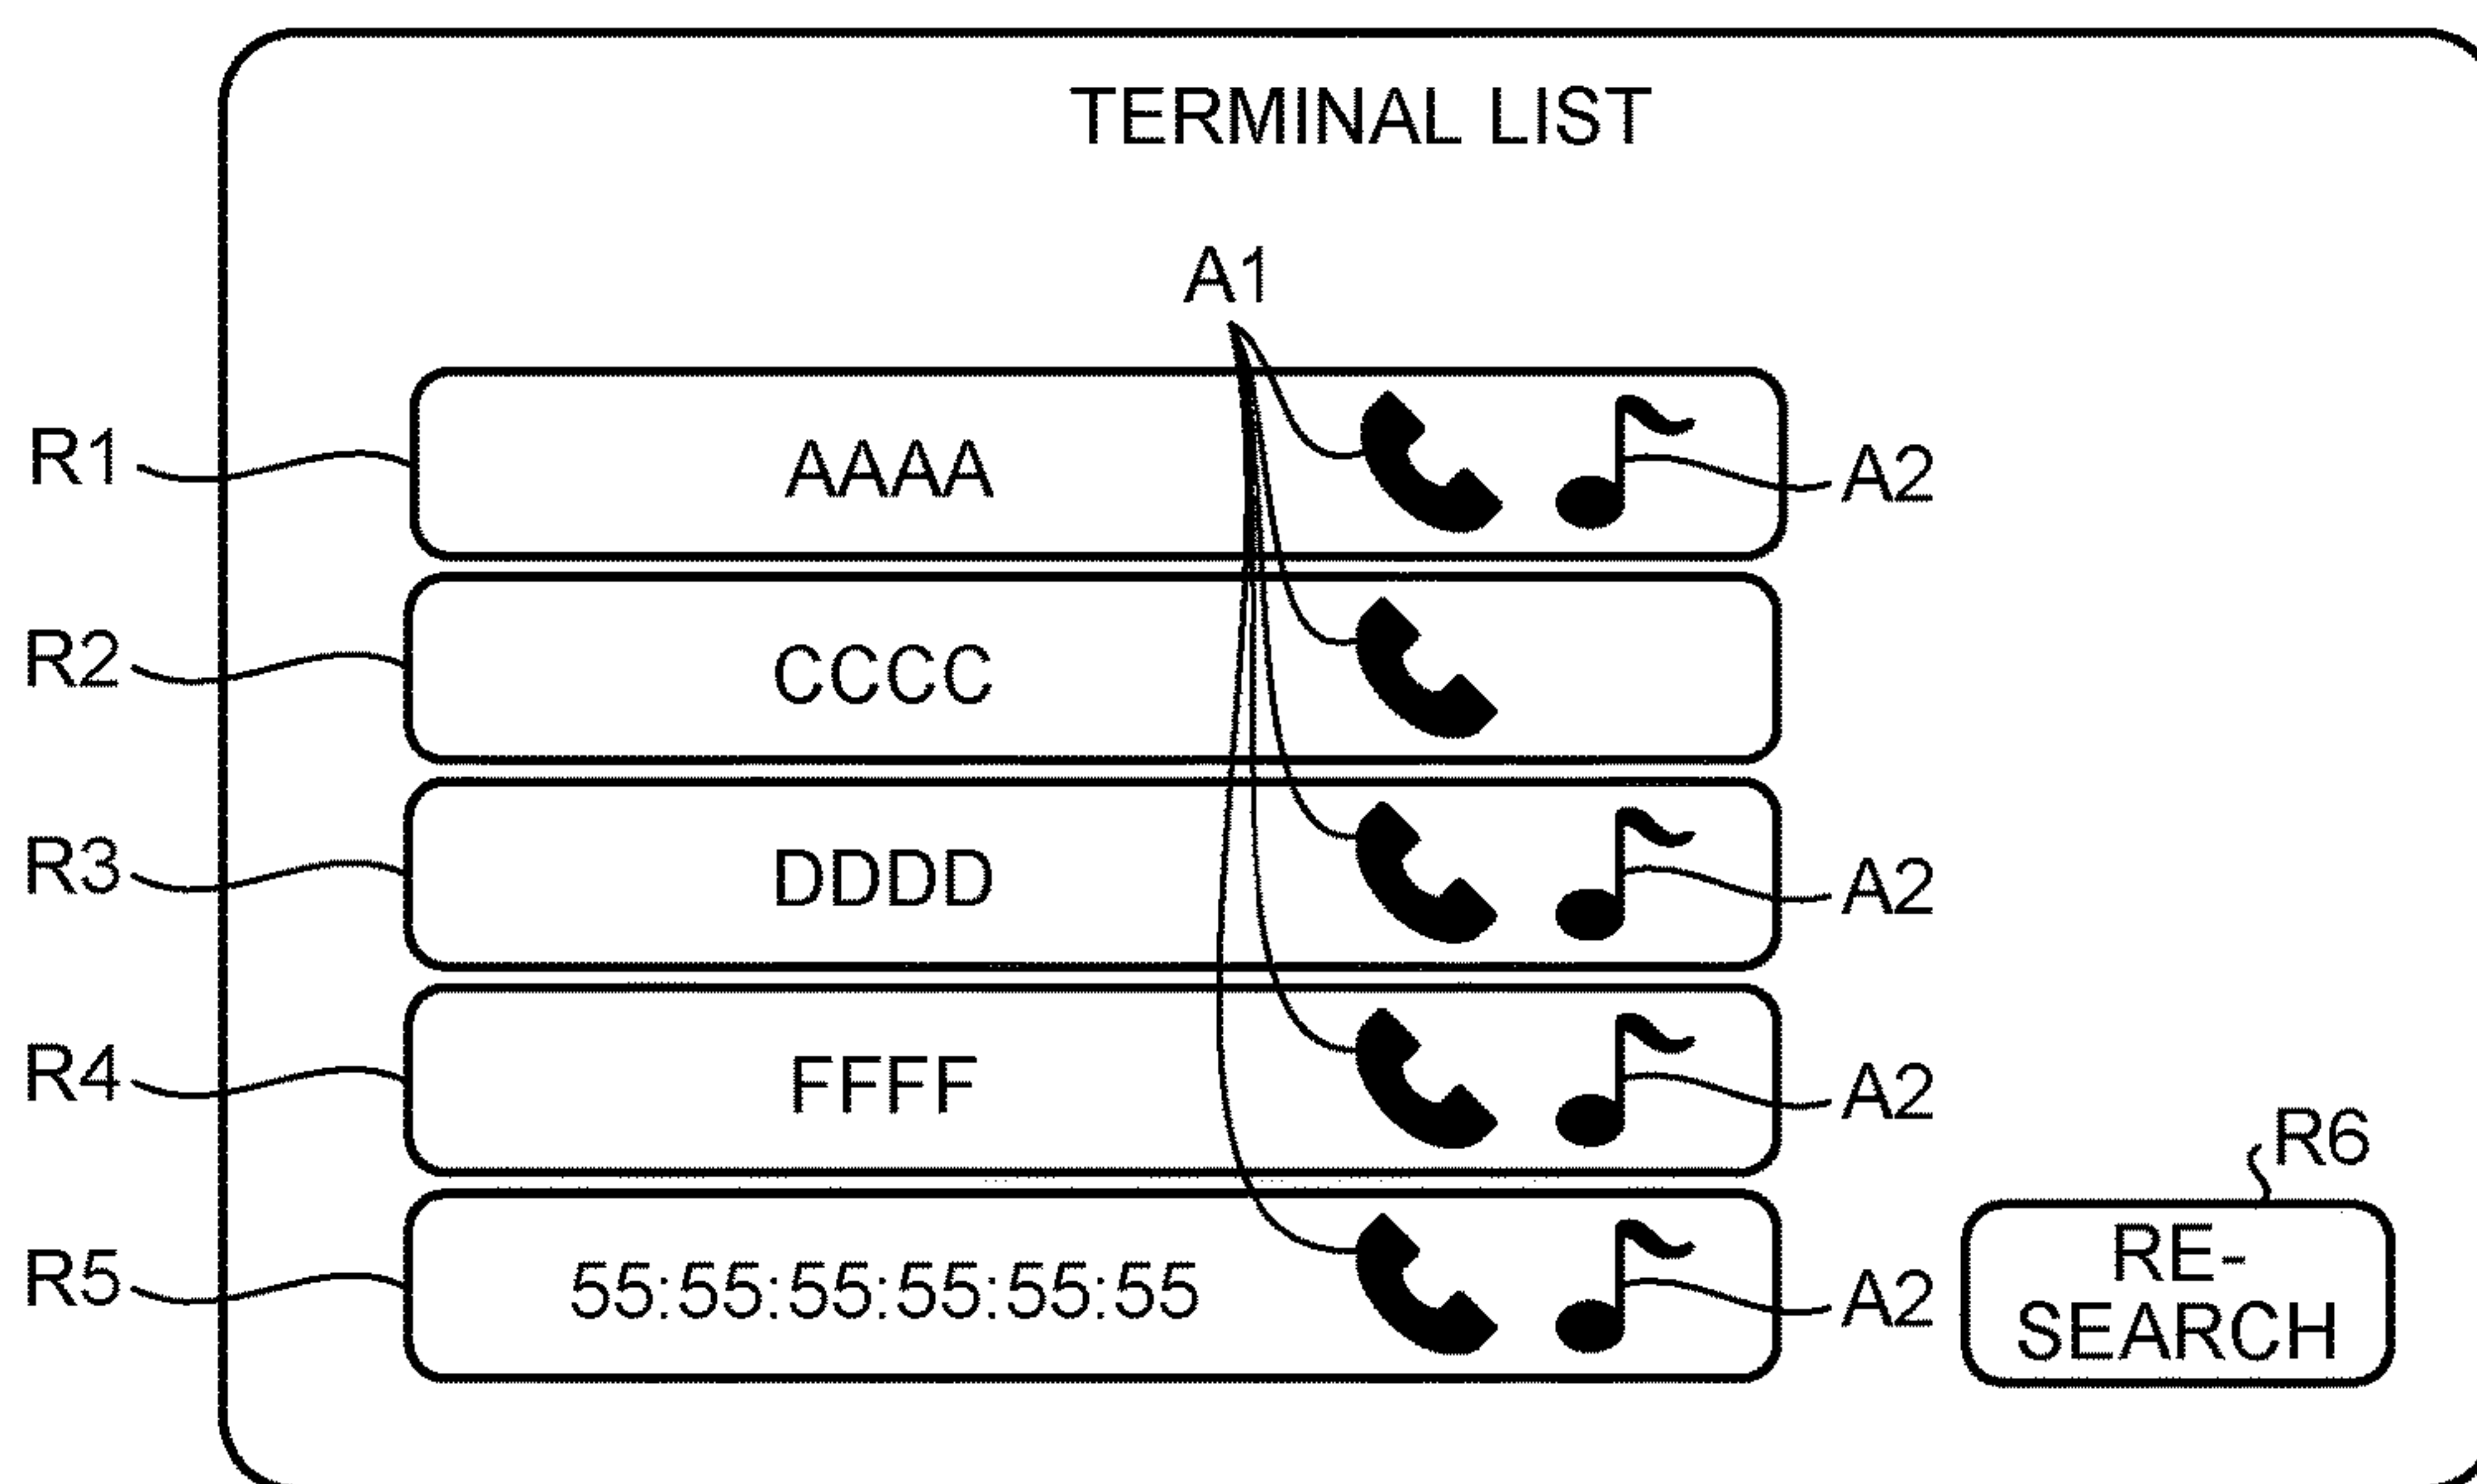 TERMINAL LIST
A1
R1 AAAA A2
R2 CCCC
R3 DDDD A2
R4 FFFF A2
R6
R5 55:55:55:55:55:55 A2
RE-
SEARCH